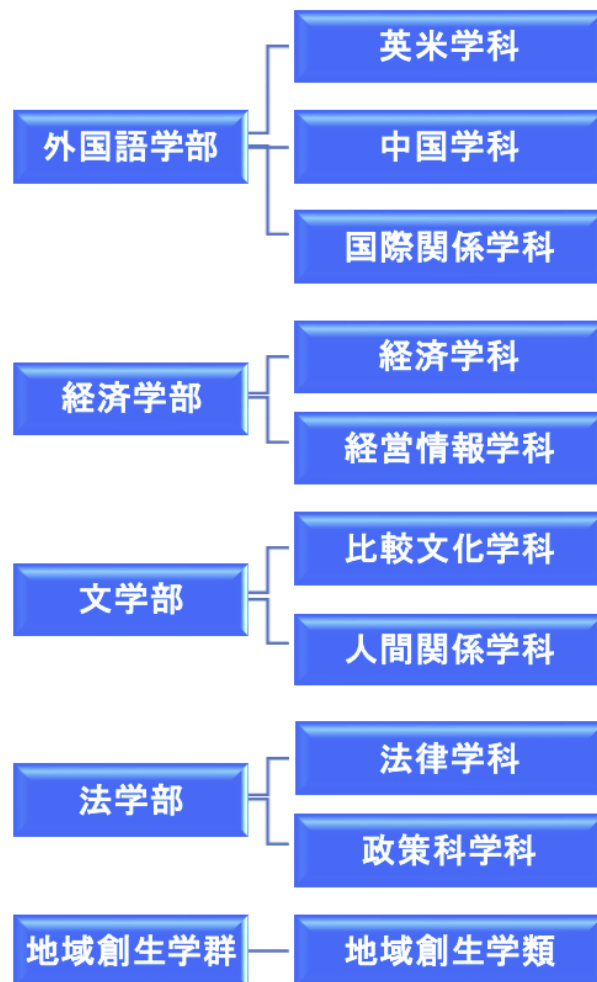 外国語学部
英米学科
中国学科
国際関係学科
経済学部
経済学科
経営情報学科
文学部
比較文化学科
人間関係学科
法学部
法律学科
政策科学科
地域創生学群
地域創生学類